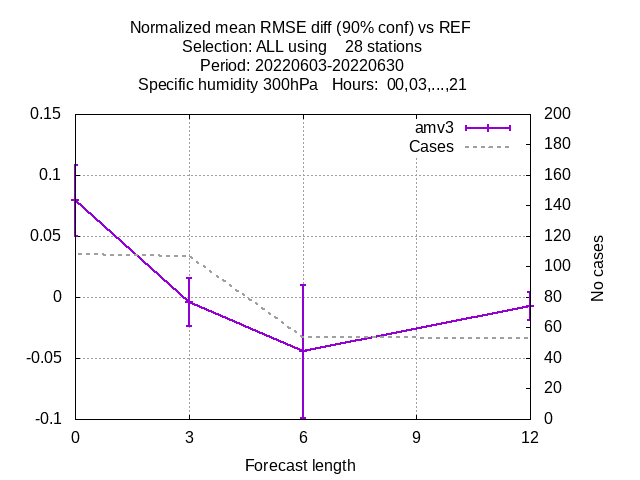 Normalized mean RMSE diff (90% conf) vs REF
Selection: ALL using    28 stations
Period: 20220603-20220630
Specific humidity 300hPa   Hours:  00,03,...,21
0.15
0.1
0.05
0
-0.05
-0.1
amv3
Cases
200
180
160
140
120
100
80
60
40
20
0
No cases
0 3 6 9 12
Forecast length